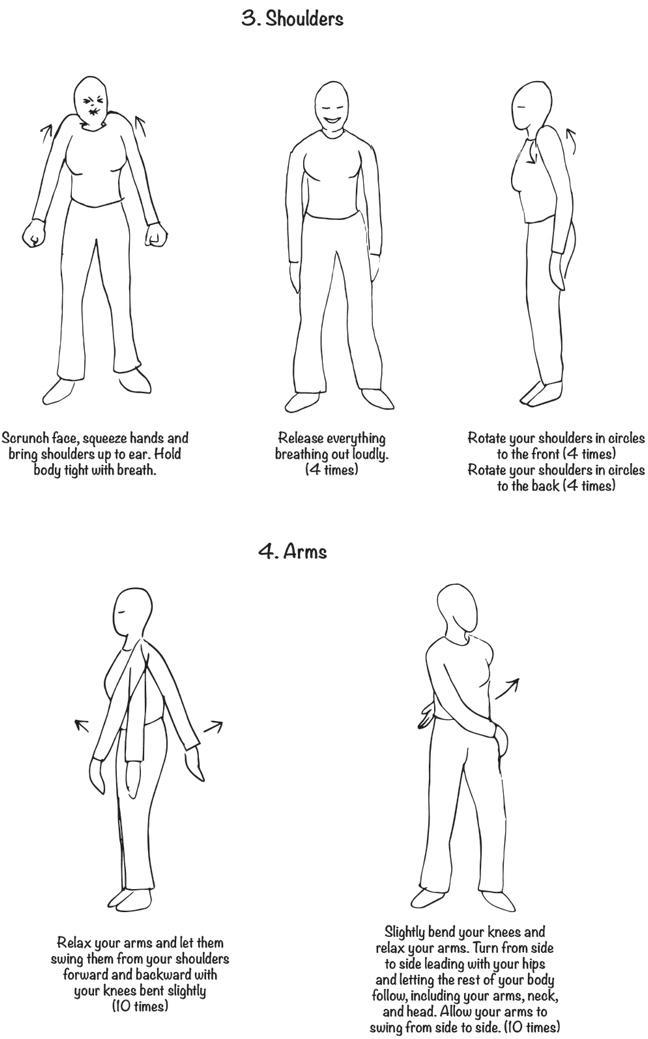 3. Shoulders
Scrunch face, squeeze hands and
bring shoulders up to ear. Hold
body tight with breath.
Release everything
breathing out loudly.
(4 times)
Rotate your shoulders in circles
to the front (4 times)
Rotate your shoulders in circles
to the back (4 times)
4. Arms
Relax your arms and let them
swing them from your shoulders
forward and backward with
your knees bent slightly
(10 times)
Slightly bend your knees and
relax your arms. Turn from side
to side leading with your hips
and letting the rest of your body
follow, including your arms, neck,
and head. Allow your arms to
swing from side to side. (10 times)